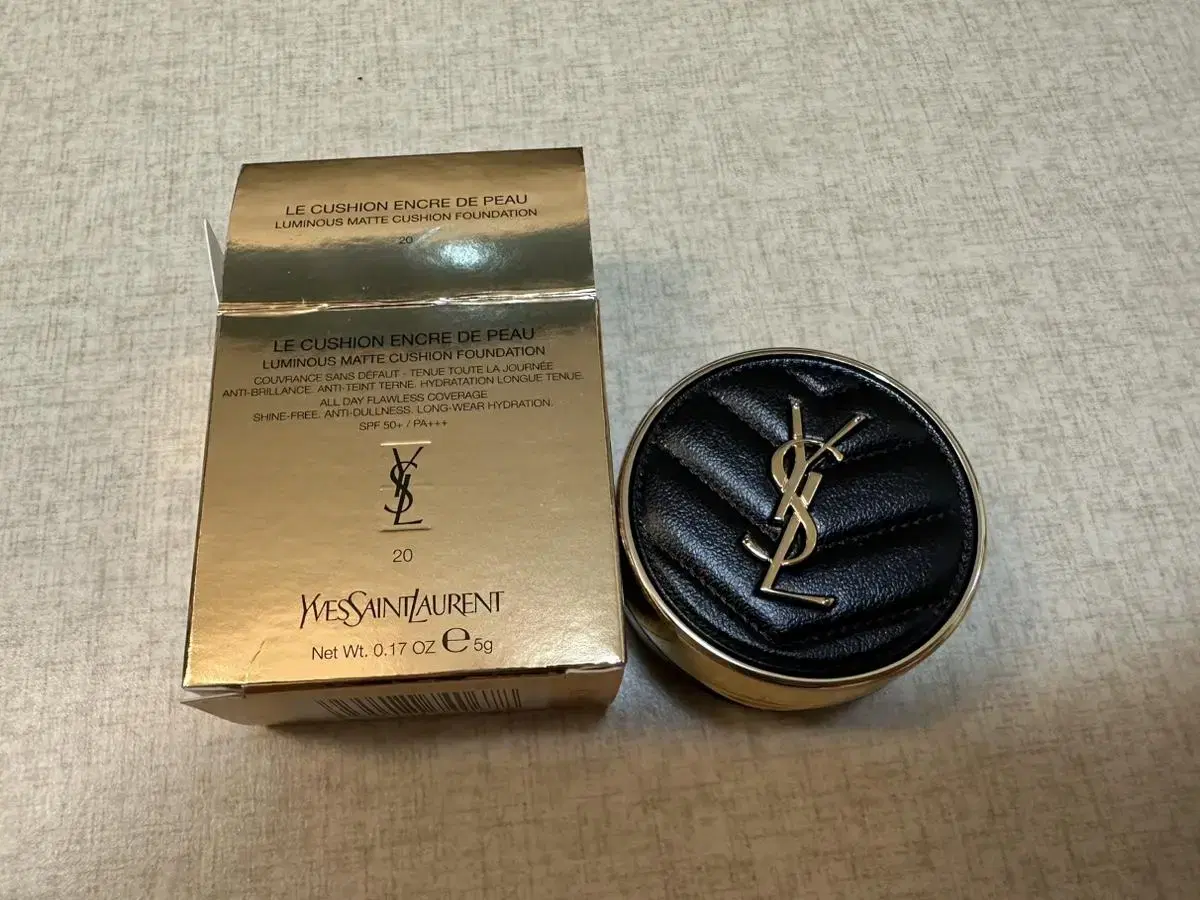 LE CUSHION ENCRE DE PEAU
LUMINOUS MATTE CUSHION FOUNDATION
20
LE CUSHION ENCRE DE PEAU
LUMINOUS MATTE CUSHION FOUNDATION
COUVRANCE SANS DÉFAUT - TENUE TOUTE LA JOURNÉE
ANTI-BRILLANCE. ANTI-TEINT TERNE. HYDRATATION LONGUE TENUE.
ALL DAY FLAWLESS COVERAGE
SHINE-FREE. ANTI-DULLNESS. LONG-WEAR HYDRATION.
SPF 50+ / PA+++
YSL
20
YVESSAINTLAURENT
Net Wt. 0.17 OZ e 5g
YSL